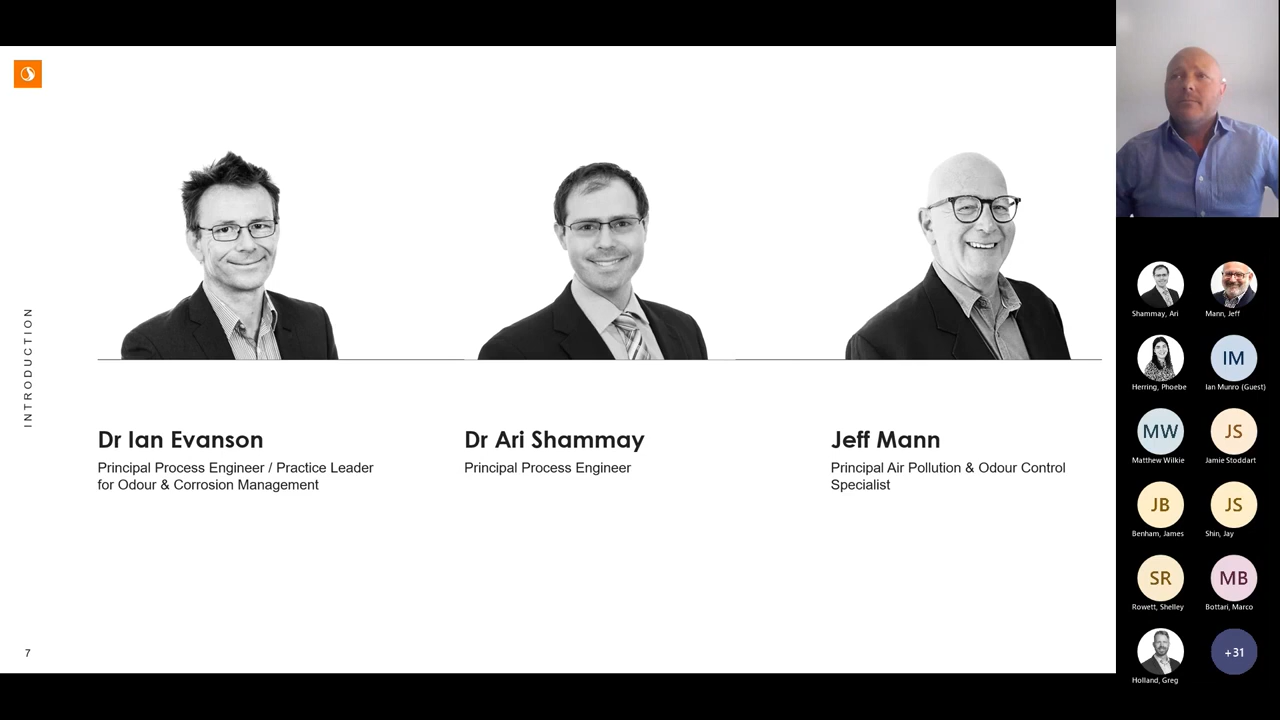 INTRODUCTION
Dr Ian Evanson
Principal Process Engineer / Practice Leader
for Odour & Corrosion Management
Dr Ari Shammay
Principal Process Engineer
Jeff Mann
Principal Air Pollution & Odour Control
Specialist
7
Shammay, Ari
Mann, Jeff
Herring, Phoebe
IM
Ian Munro (Guest)
MW
Matthew Wilkie
JS
Jamie Stoddart
JB
Benham, James
JS
Shin, Jay
SR
Rowett, Shelley
MB
Bottari, Marco
Holland, Greg
+31